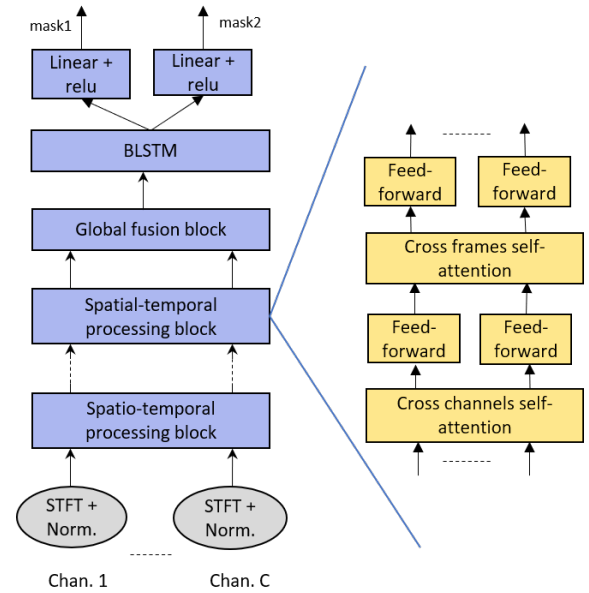 mask1
mask2
Linear +
relu
Linear +
relu
BLSTM
Global fusion block
Spatial-temporal
processing block
Spatio-temporal
processing block
STFT +
Norm.
STFT +
Norm.
Chan. 1
Chan. C
Feed-
forward
Feed-
forward
Cross frames self-
attention
Feed-
forward
Feed-
forward
Cross channels self-
attention